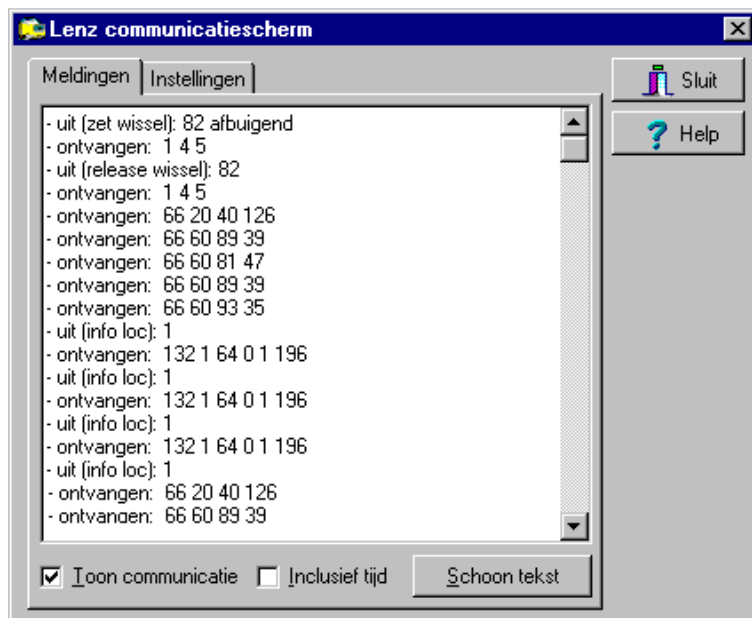 Lenz communicatiescherm
Meldingen Instellingen
Sluit
Help
- uit (zet wissel): 82 afbuigend
- ontvangen: 1 4 5
- uit (release wissel): 82
- ontvangen: 1 4 5
- ontvangen: 66 20 40 126
- ontvangen: 66 60 89 39
- ontvangen: 66 60 81 47
- ontvangen: 66 60 89 39
- ontvangen: 66 60 93 35
- uit (info loc): 1
- ontvangen: 132 1 64 0 1 196
- uit (info loc): 1
- ontvangen: 132 1 64 0 1 196
- uit (info loc): 1
- ontvangen: 132 1 64 0 1 196
- uit (info loc): 1
- ontvangen: 66 20 40 126
- ontvangen: 66 60 89 39
Toon communicatie Inclusief tijd Schoon tekst